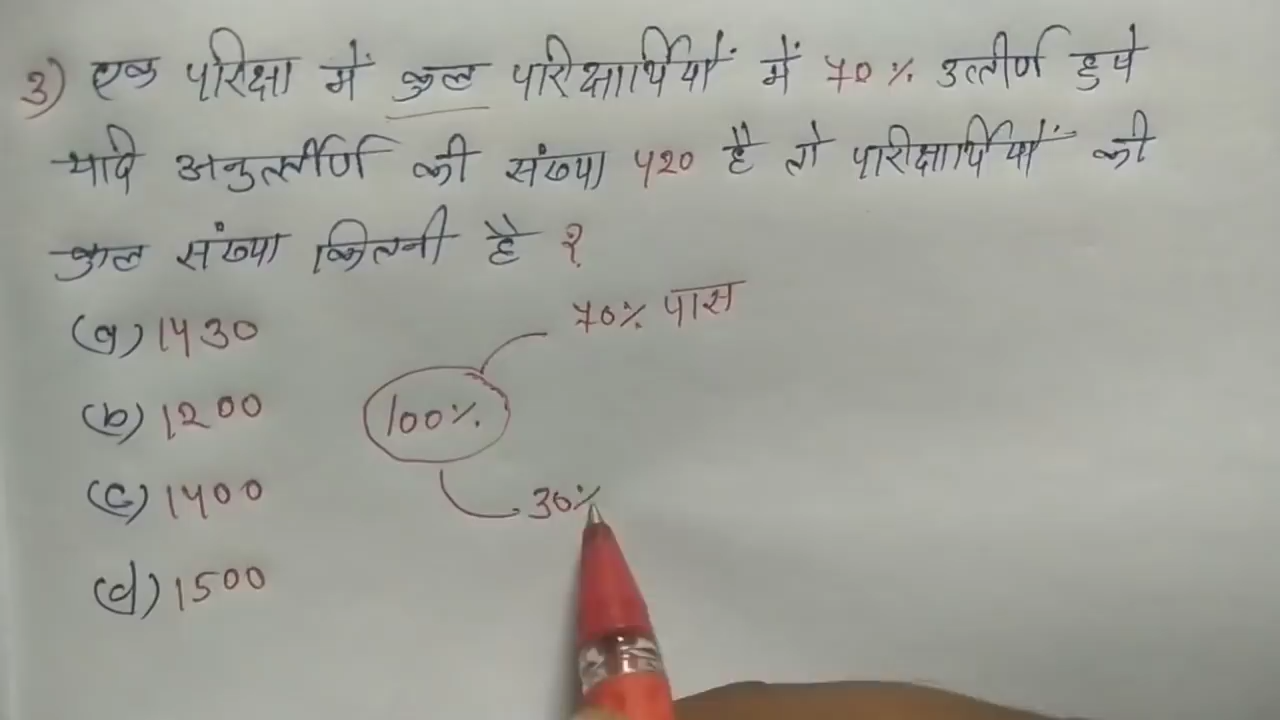 3) एक परिक्षा में कुल परिक्षार्थियों में 70% उत्तीर्ण हुये
यदि अनुत्तीर्ण की संख्या 420 है तो परिक्षार्थियों की
कुल संख्या कितनी है ?
(a) 1430
(b) 1200
(c) 1400
(d) 1500
70% पास
100%
30%